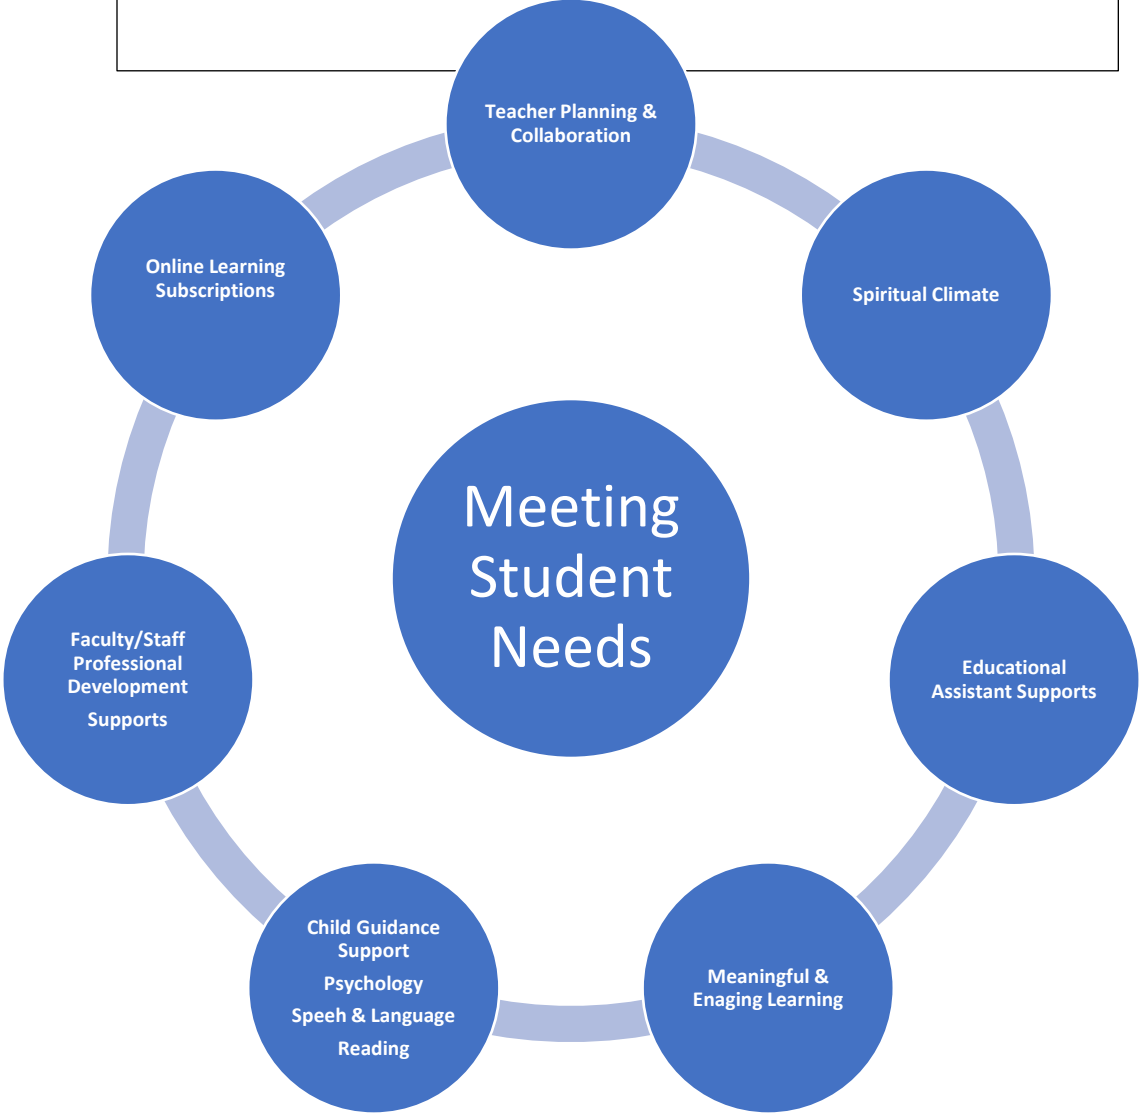 Teacher Planning &
Collaboration
Spiritual Climate
Educational
Assistant Supports
Meaningful &
Enaging Learning
Child Guidance
Support
Psychology
Speeh & Language
Reading
Faculty/Staff
Professional
Development
Supports
Online Learning
Subscriptions
Meeting
Student
Needs